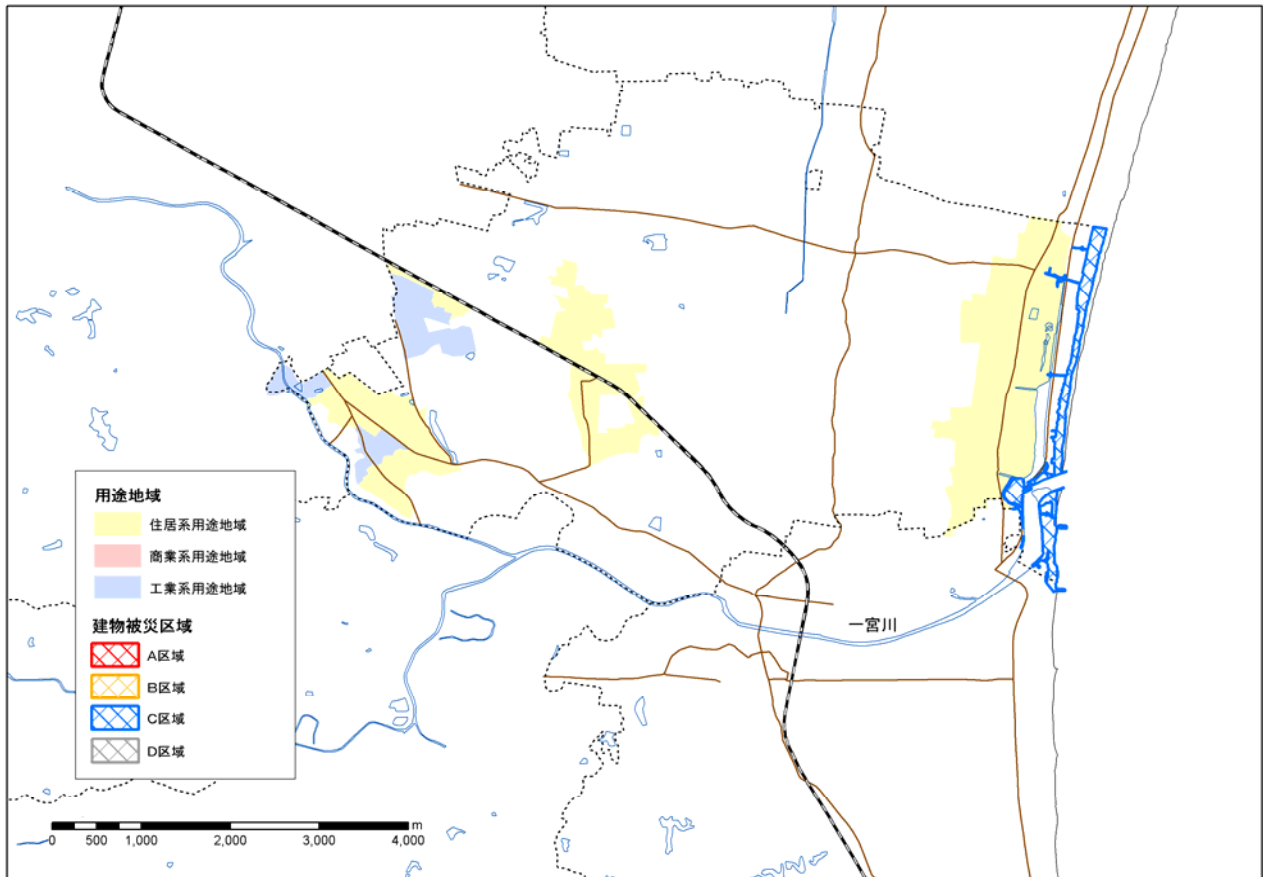 一宮川
用途地域
住居系用途地域
商業系用途地域
工業系用途地域
建物被災区域
A区域
B区域
C区域
D区域
m
0 500 1,000 2,000 3,000 4,000